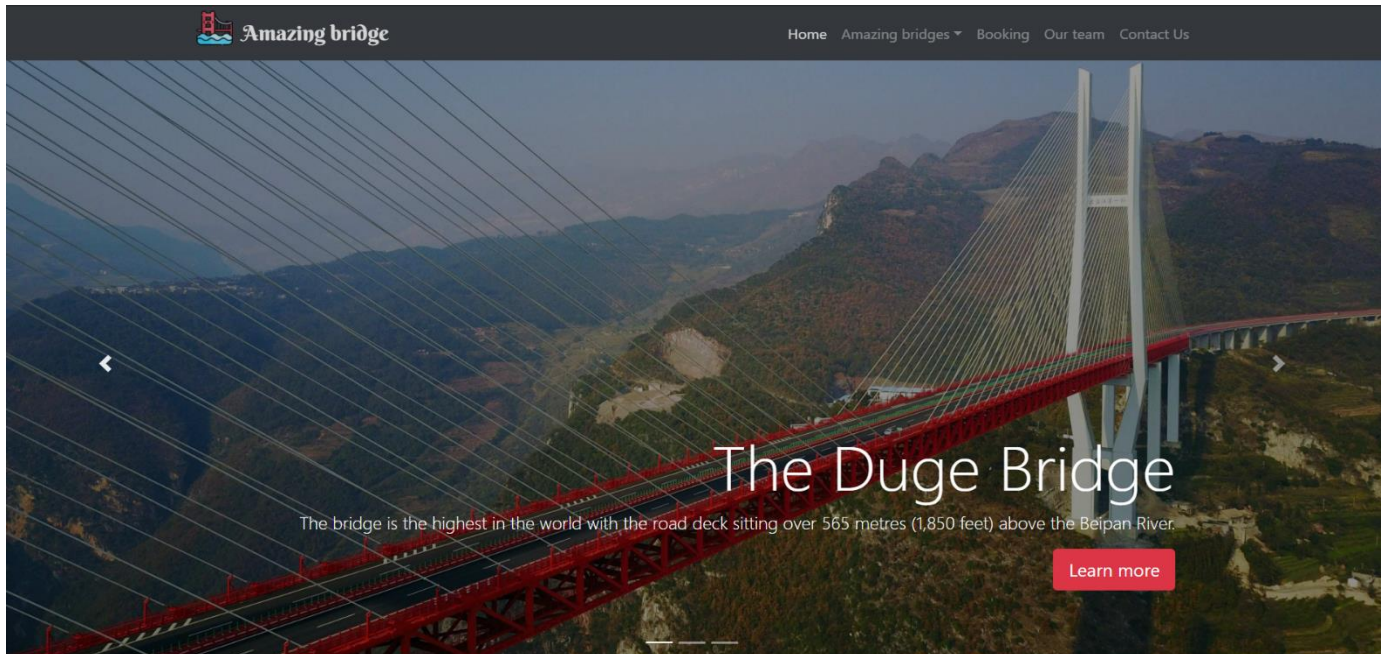 Amazing bridge
Home Amazing bridges Booking Our team Contact Us
The Duge Bridge
The bridge is the highest in the world with the road deck sitting over 565 metres (1,850 feet) above the Beipan River.
Learn more